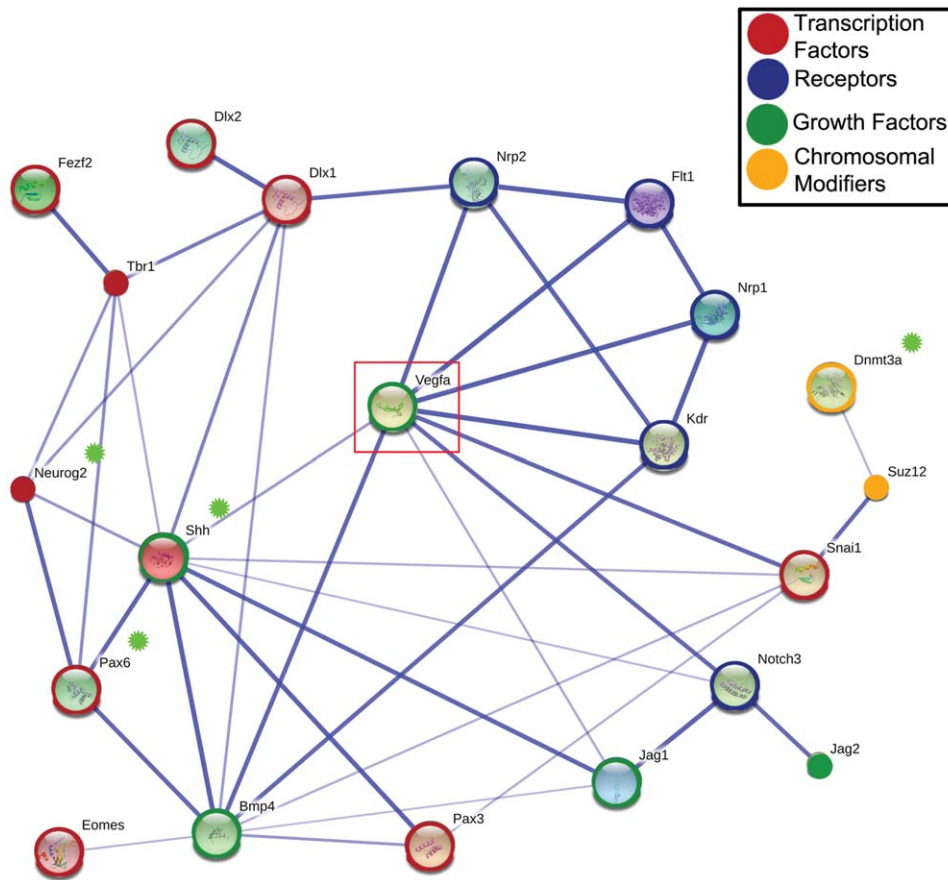 Transcription
Factors
Receptors
Growth Factors
Chromosomal
Modifiers
Dlx2
Fezf2
Dlx1
Nrp2
Flt1
Tbr1
Nrp1
Dnmt3a
Vegfa
Kdr
Neurog2
Suz12
Shh
Snai1
Pax6
Notch3
Jag1
Jag2
Bmp4
Pax3
Eomes